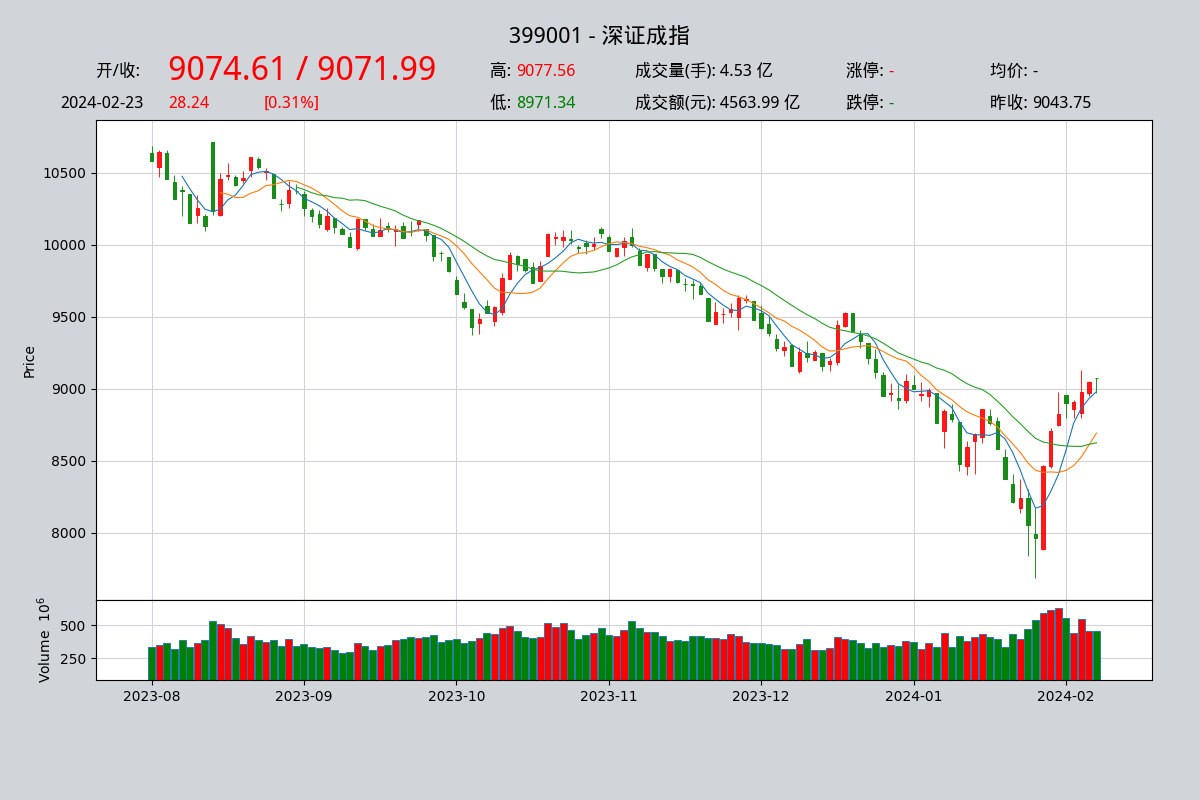 399001 - 深证成指
开/收: 9074.61 / 9071.99 高: 9077.56 成交量(手): 4.53 亿 涨停: - 均价: -
2024-02-23 28.24 [0.31%] 低: 8971.34 成交额(元): 4563.99 亿 跌停: - 昨收: 9043.75
10500
10000
9500
9000
8500
8000
Price
500
250
Volume 10⁶
2023-08 2023-09 2023-10 2023-11 2023-12 2024-01 2024-02